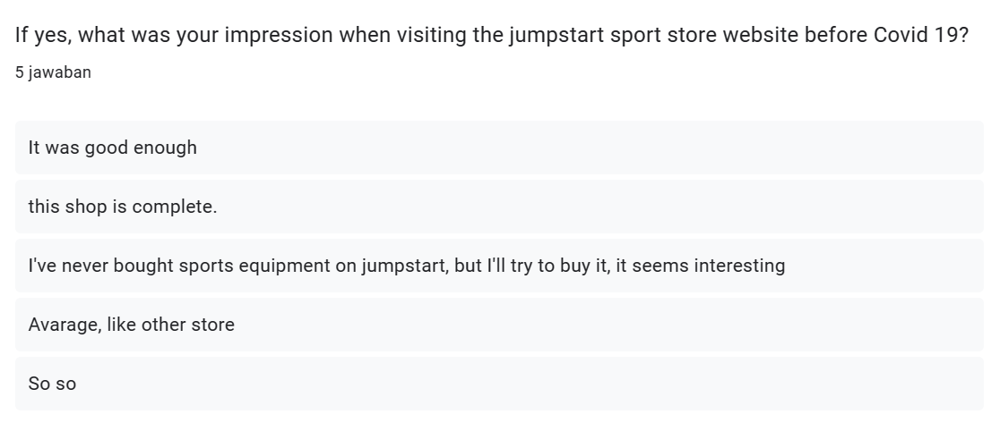 If yes, what was your impression when visiting the jumpstart sport store website before Covid 19?
5 jawaban
It was good enough
this shop is complete.
I've never bought sports equipment on jumpstart, but I'll try to buy it, it seems interesting
Avarage, like other store
So so